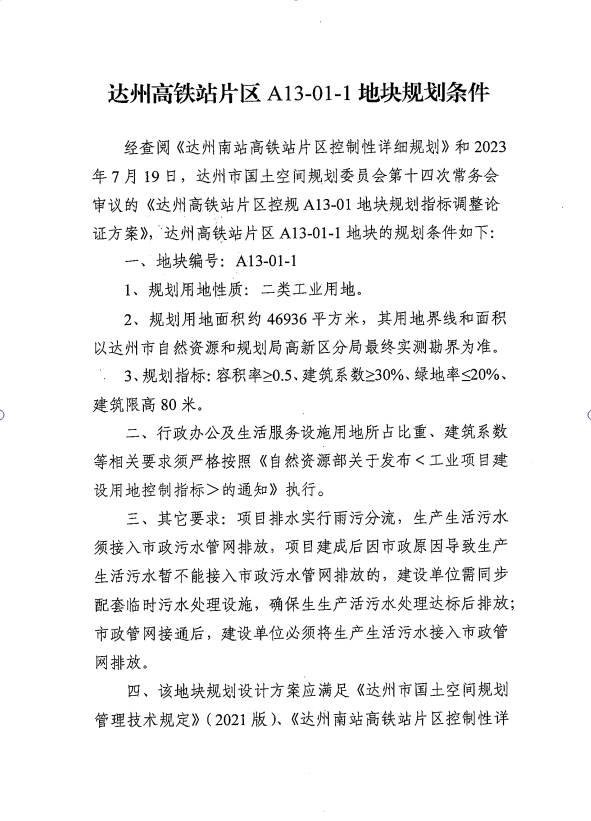 达州高铁站片区 A13-01-1 地块规划条件
经查阅《达州南站高铁站片区控制性详细规划》和 2023
年 7 月 19 日，达州市国土空间规划委员会第十四次常务会
审议的《达州高铁站片区控规 A13-01 地块规划指标调整论
证方案》，达州高铁站片区 A13-01-1 地块的规划条件如下：
一、地块编号：A13-01-1
1、规划用地性质：二类工业用地。
2、规划用地面积约 46936 平方米，其用地界线和面积
以达州市自然资源和规划局高新区分局最终实测勘界为准。
3、规划指标：容积率≥0.5、建筑系数≥30%、绿地率≤20%、
建筑限高 80 米。
二、行政办公及生活服务设施用地所占比重、建筑系数
等相关要求须严格按照《自然资源部关于发布＜工业项目建
设用地控制指标＞的通知》执行。
三、其它要求：项目排水实行雨污分流，生产生活污水
须接入市政污水管网排放，项目建成后因市政原因导致生产
生活污水暂不能接入市政污水管网排放的，建设单位需同步
配套临时污水处理设施，确保生生产活污水处理达标后排放；
市政管网接通后，建设单位必须将生产生活污水接入市政管
网排放。
四、该地块规划设计方案应满足《达州市国土空间规划
管理技术规定》（2021 版）、《达州南站高铁站片区控制性详